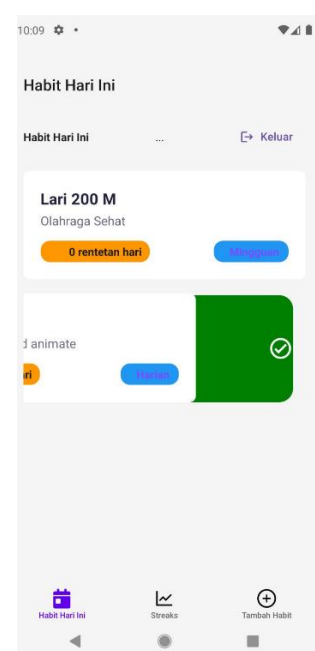 10:09
Habit Hari Ini
Habit Hari Ini ... Keluar
Lari 200 M
Olahraga Sehat
0 rentetan hari Mingguan
animate
ri Harian
Habit Hari Ini Streaks Tambah Habit